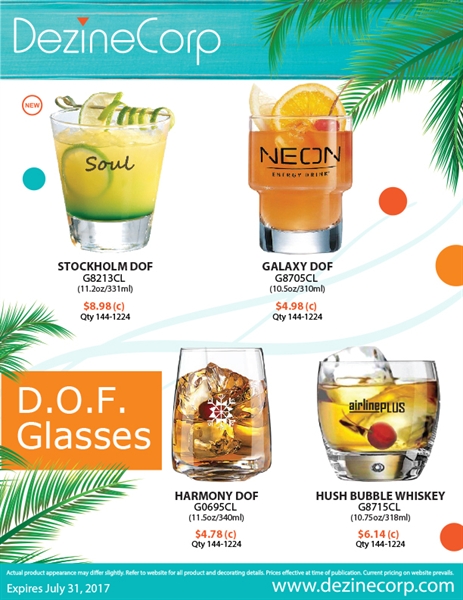 DezineCorp
NEW
Soul
NEON
ENERGY DRINK
STOCKHOLM DOF
G8213CL
(11.2oz/331ml)
$8.98 (c)
Qty 144-1224
GALAXY DOF
G8705CL
(10.5oz/310ml)
$4.98 (c)
Qty 144-1224
D.O.F.
Glasses
airlinePLUS
HARMONY DOF
G0695CL
(11.5oz/340ml)
$4.78 (c)
Qty 144-1224
HUSH BUBBLE WHISKEY
G8715CL
(10.75oz/318ml)
$6.14 (c)
Qty 144-1224
Actual product appearance may differ slightly. Refer to website for all product and decorating details. Prices effective at time of publication. Current pricing on website prevails.
Expires July 31, 2017
www.dezinecorp.com